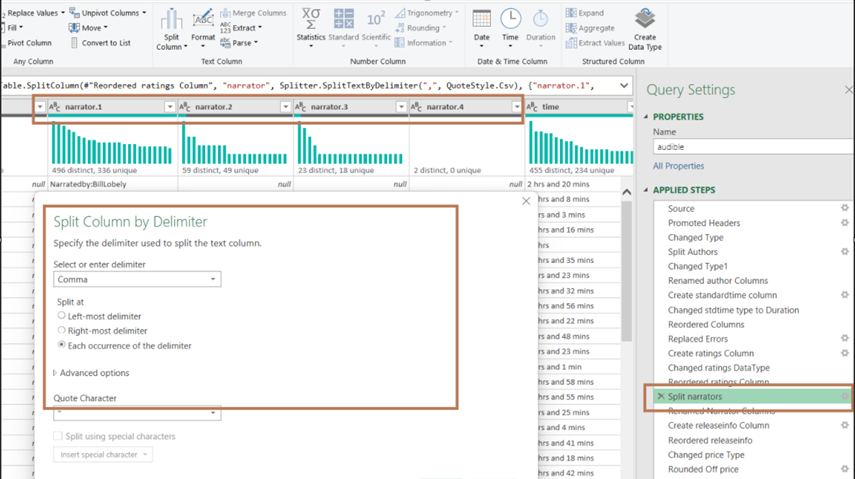 Replace Values Unpivot Columns
Fill Move
Pivot Column Convert to List
Any Column
Split Column
Format
ABC
Merge Columns
Extract
Parse
Text Column
Statistics
Standard
Scientific
10²
Trigonometry
Rounding
Information
Number Column
Date
Time
Duration
Date & Time Column
Expand
Aggregate
Extract Values
Create Data Type
Structured Column
Table.SplitColumn(#"Reordered ratings Column", "narrator", Splitter.SplitTextByDelimiter(",", QuoteStyle.Csv), {"narrator.1",
narrator.1 narrator.2 narrator.3 narrator.4 time
496 distinct, 336 unique 59 distinct, 49 unique 23 distinct, 18 unique 2 distinct, 0 unique 455 distinct, 234 unique
null Narratedby:BillLobely null null null 2 hrs and 20 mins
hrs and 8 mins
and 3 mins
hrs and 16 mins
hrs
hrs and 35 mins
and 23 mins
and 32 mins
hrs and 56 mins
and 22 mins
and 48 mins
hrs and 23 mins
and 1 min
hrs and 58 mins
hrs and 55 mins
and 25 mins
and 4 mins
hrs and 41 mins
hrs and 18 mins
hrs and 42 mins
Split Column by Delimiter
Specify the delimiter used to split the text column.
Select or enter delimiter
Comma
Split at
Left-most delimiter
Right-most delimiter
Each occurrence of the delimiter
Advanced options
Quote Character
"
Split using special characters
Insert special character
Query Settings
PROPERTIES
Name
audible
All Properties
APPLIED STEPS
Source
Promoted Headers
Changed Type
Split Authors
Changed Type1
Renamed author Columns
Create standardtime column
Changed stdtime type to Duration
Reordered Columns
Replaced Errors
Create ratings Column
Changed ratings DataType
Reordered ratings Column
Split narrators
Renamed Narrator Columns
Create releaseinfo Column
Reordered releaseinfo
Changed price Type
Rounded Off price